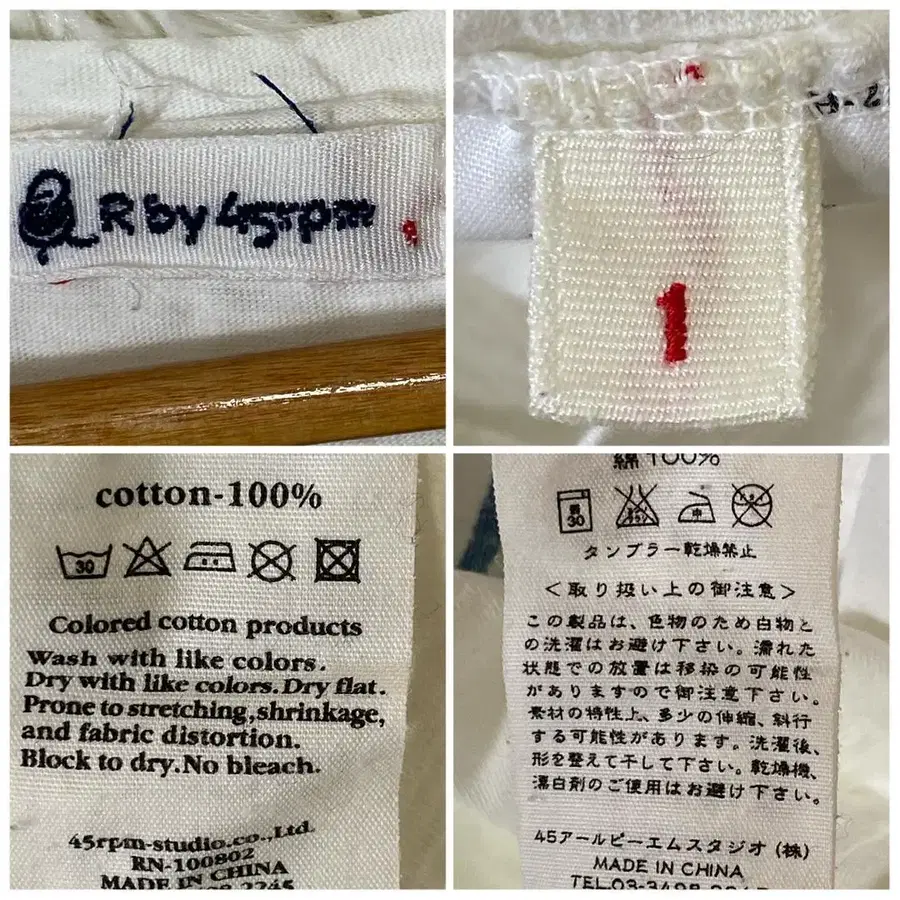 R by 45rpm
1
cotton-100%
30
Colored cotton products
Wash with like colors.
Dry with like colors.Dry flat.
Prone to stretching,shrinkage,
and fabric distortion.
Block to dry.No bleach.
45rpm-studio.co.,Ltd.
RN-100802
MADE IN CHINA
綿 100%
30
中
タンブラー乾燥禁止
<取り扱い上の御注意>
この製品は、色物のため白物と
の洗濯はお避け下さい。濡れた
状態での放置は移染の可能性
がありますので御注意下さい。
素材の特性上、多少の伸縮、斜行
する可能性があります。洗濯後、
形を整えて干して下さい。乾燥機、
漂白剤のご使用はお避け下さい。
45アールピーエムスタジオ (株)
MADE IN CHINA